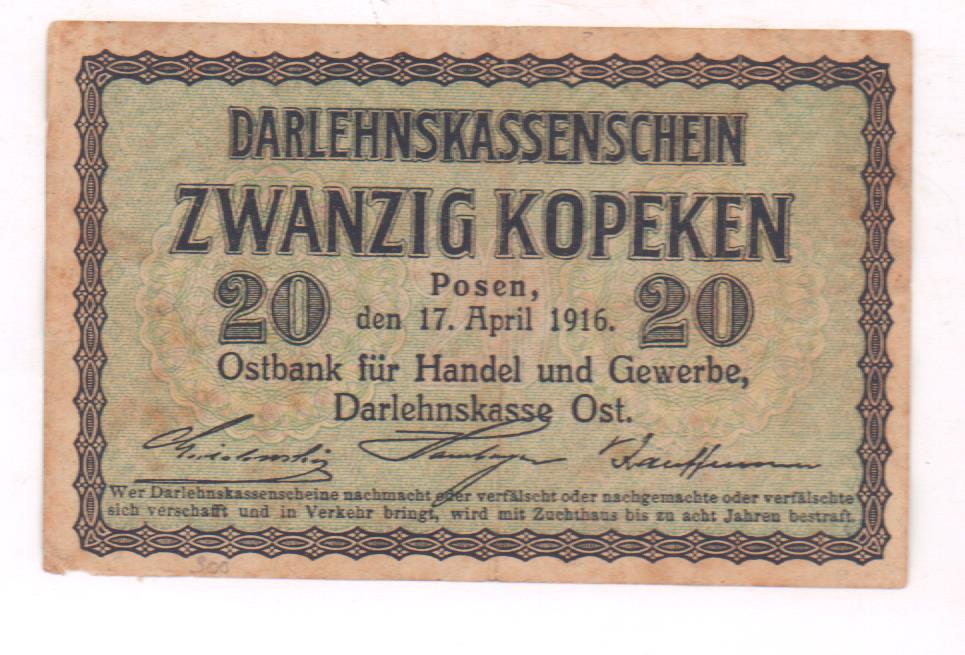 DARLEHNSKASSENSCHEIN
ZWANZIG KOPEKEN
20 Posen, 20
den 17. April 1916.
Ostbank für Handel und Gewerbe,
Darlehnskasse Ost.
Kauffmann
Wer Darlehnskassenscheine nachmacht oder verfälscht oder nachgemachte oder verfälschte
sich verschafft und in Verkehr bringt, wird mit Zuchthaus bis zu acht Jahren bestraft.
500